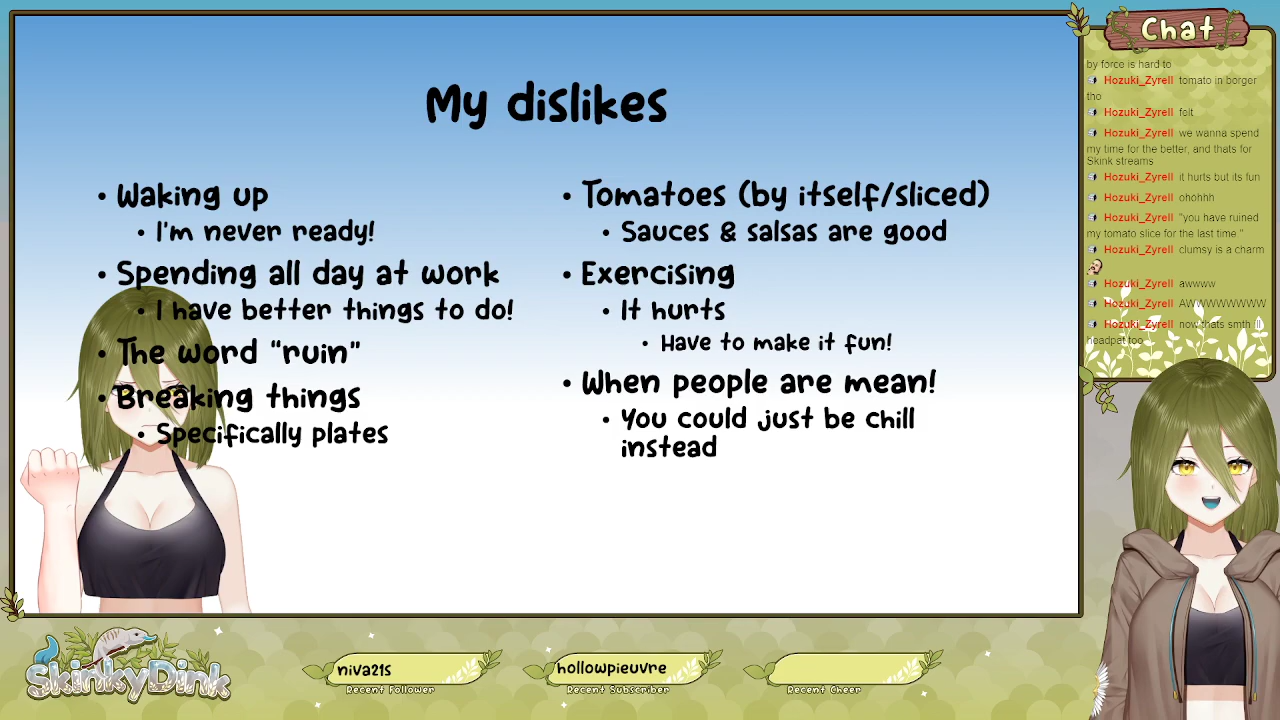 My dislikes
• Waking up
• I'm never ready!
• Spending all day at work
• I have better things to do!
• The word "ruin"
• Breaking things
• Specifically plates
• Tomatoes (by itself/sliced)
• Sauces & salsas are good
• Exercising
• It hurts
• Have to make it fun!
• When people are mean!
• You could just be chill
instead
Chat
by force is hard to
Hozuki_Zyrell tomato in borger
tho
Hozuki_Zyrell felt
Hozuki_Zyrell we wanna spend
my time for the better, and thats for
Skink streams
Hozuki_Zyrell it hurts but its fun
Hozuki_Zyrell ohohhh
Hozuki_Zyrell "you have ruined
my tomato slice for the last time "
Hozuki_Zyrell clumsy is a charm
Hozuki_Zyrell awwww
Hozuki_Zyrell AWWWWWWWW
Hozuki_Zyrell now thats smth ill
headpat too
SkinkyDink
niva21s
Recent Follower
hollowpieuvre
Recent Subscriber
Recent Cheer